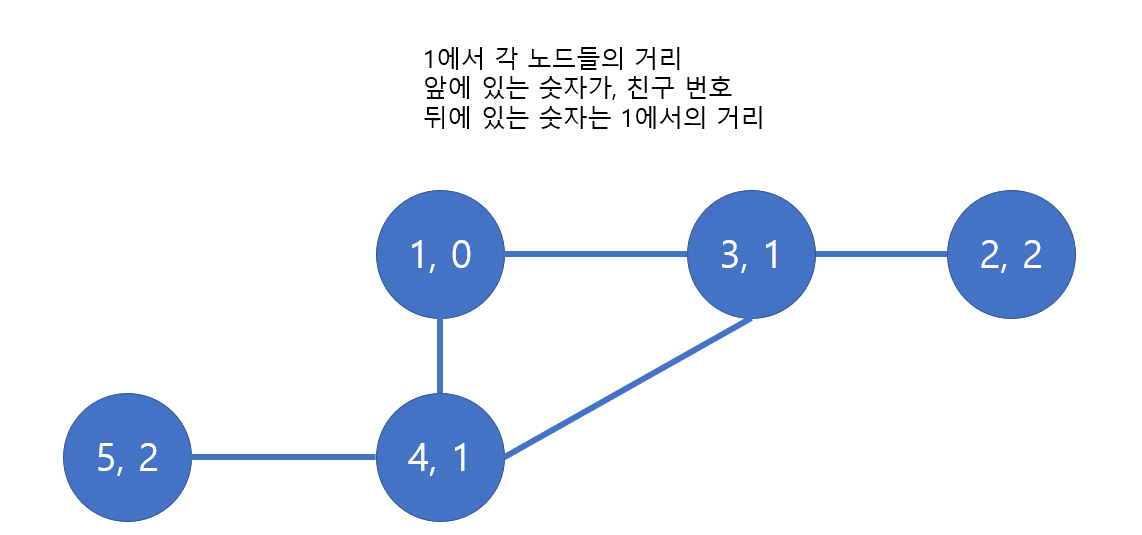 1에서 각 노드들의 거리
앞에 있는 숫자가, 친구 번호
뒤에 있는 숫자는 1에서의 거리
1, 0
3, 1
2, 2
5, 2
4, 1